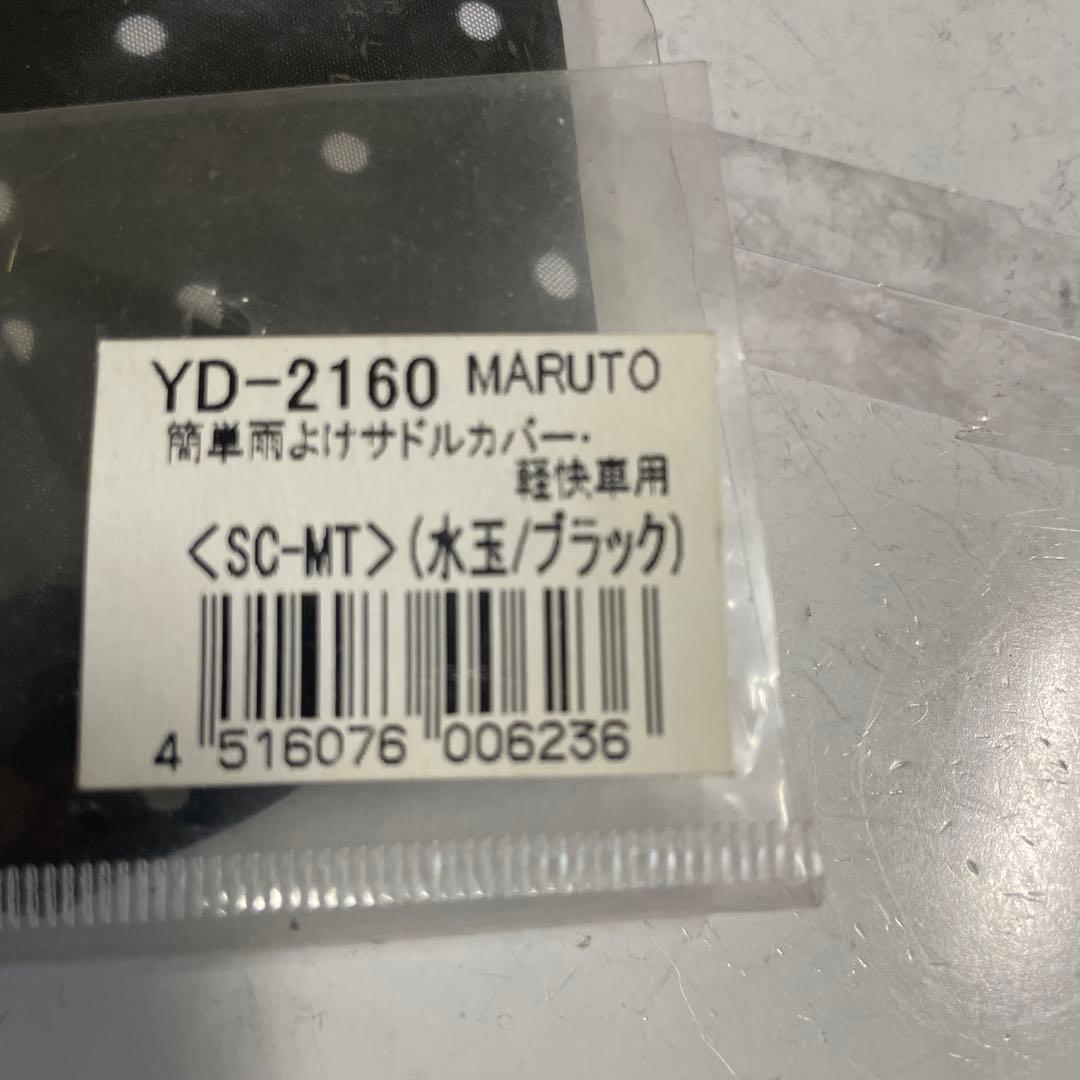 YD-2160 MARUTO
簡単雨よけサドルカバー・
軽快車用
<SC-MT>(水玉/ブラック)
4 516076 006236